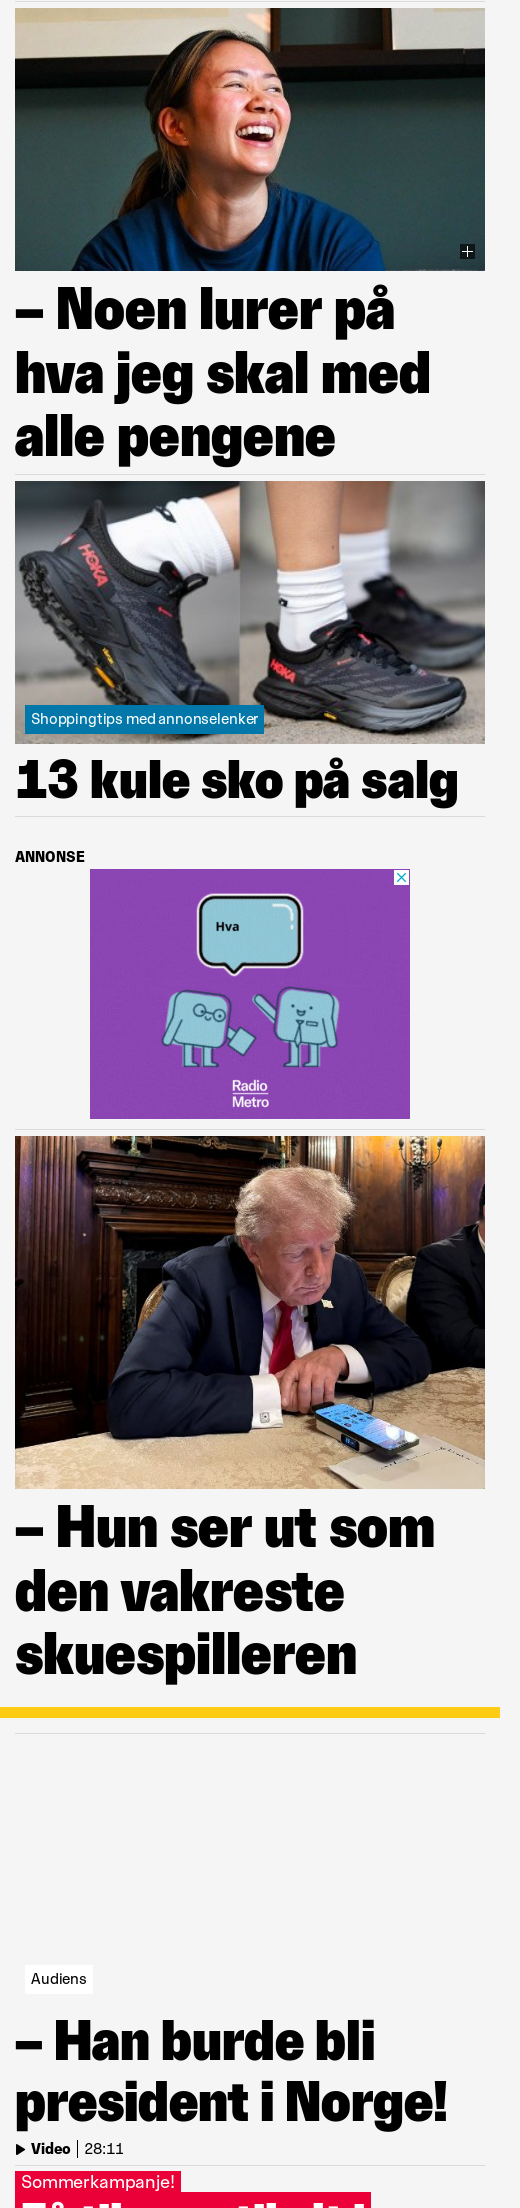 – Noen lurer på
hva jeg skal med
alle pengene
HOKA
HOKA
Shoppingtips med annonselenker
13 kule sko på salg
ANNONSE
Hva
Radio
Metro
– Hun ser ut som
den vakreste
skuespilleren
Audiens
– Han burde bli
president i Norge!
Video | 28:11
Sommerkampanje!